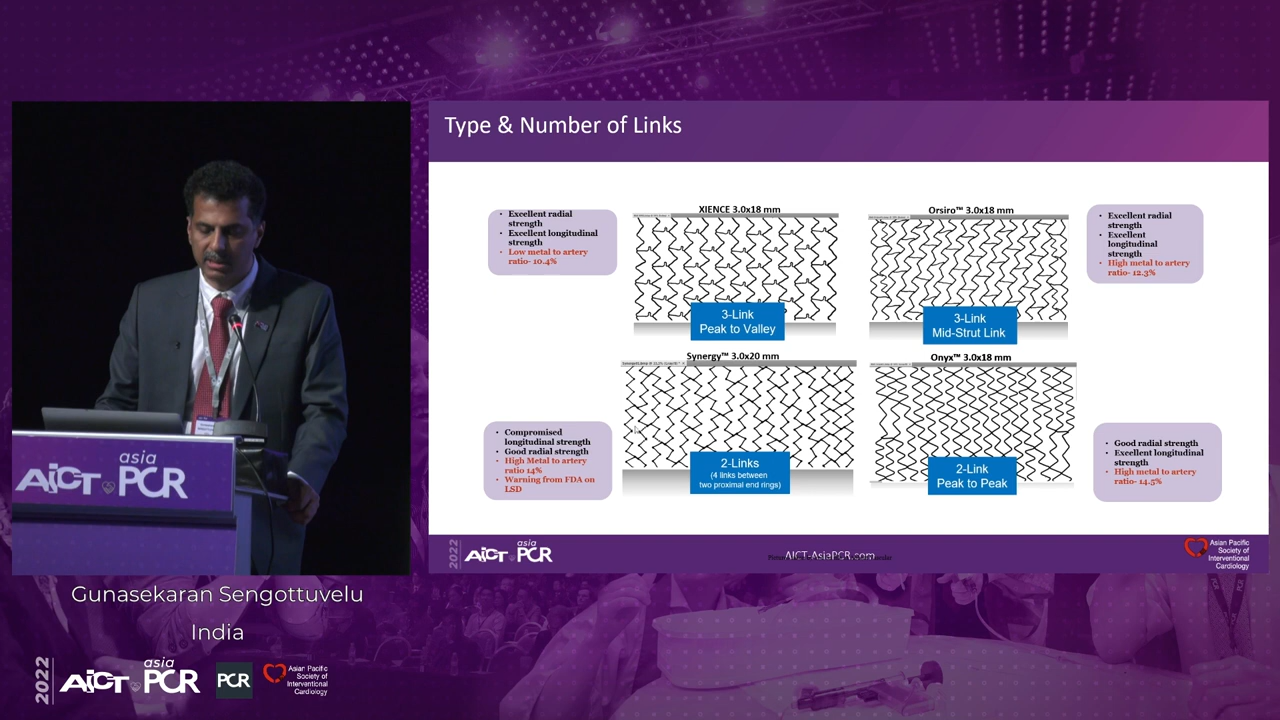 Type & Number of Links
• Excellent radial
strength
• Excellent longitudinal
strength
• Low metal to artery
ratio- 10.4%
XIENCE 3.0x18 mm
3-Link
Peak to Valley
Orsiro™ 3.0x18 mm
3-Link
Mid-Strut Link
• Excellent radial
strength
• Excellent
longitudinal
strength
• High metal to artery
ratio- 12.3%
• Compromised
longitudinal strength
• Good radial strength
• High Metal to artery
ratio 14%
• Warning from FDA on
LSD
Synergy™ 3.0x20 mm
2-Links
(4 links between
two proximal end rings)
Onyx™ 3.0x18 mm
2-Link
Peak to Peak
• Good radial strength
• Excellent longitudinal
strength
• High metal to artery
ratio- 14.5%
2022
AICT asia PCR
AICT-AsiaPCR.com
Asian Pacific
Society of
Interventional
Cardiology
AICT asia PCR
Gunasekaran Sengottuvelu
India
2022
AICT asia PCR
PCR
Asian Pacific
Society of
Interventional
Cardiology